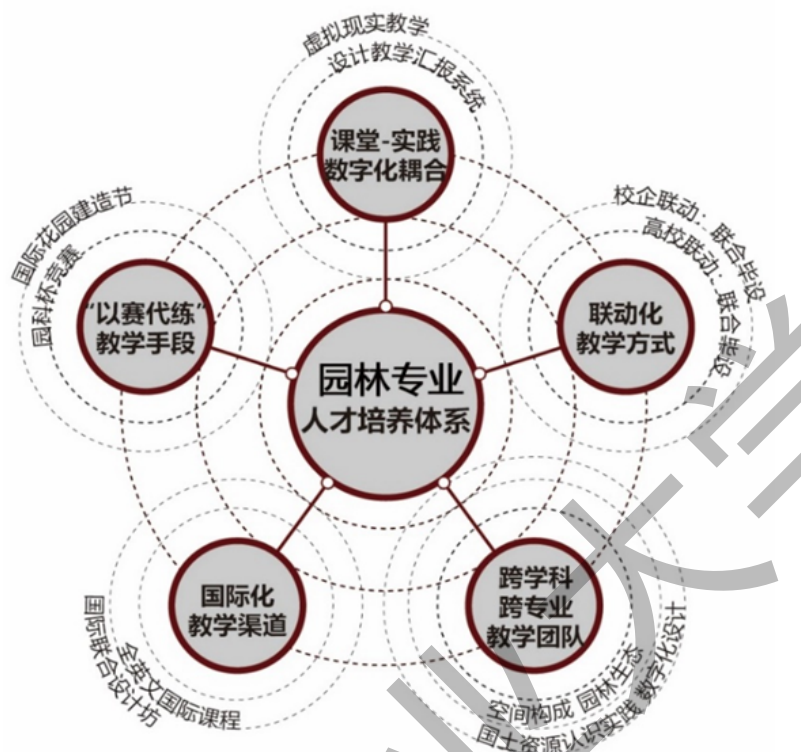 虚拟现实教学
设计教学汇报系统
课堂-实践
数字化耦合
国际花园建造节
园科杯竞赛
"以赛代练"
教学手段
校企联动：联合毕设
高校联动：联合毕设
联动化
教学方式
园林专业
人才培养体系
国际化
教学渠道
全英文国际课程
国际联合设计坊
跨学科
跨专业
教学团队
空间构成 园林生态
国土资源认识实践 数字化设计
业大学